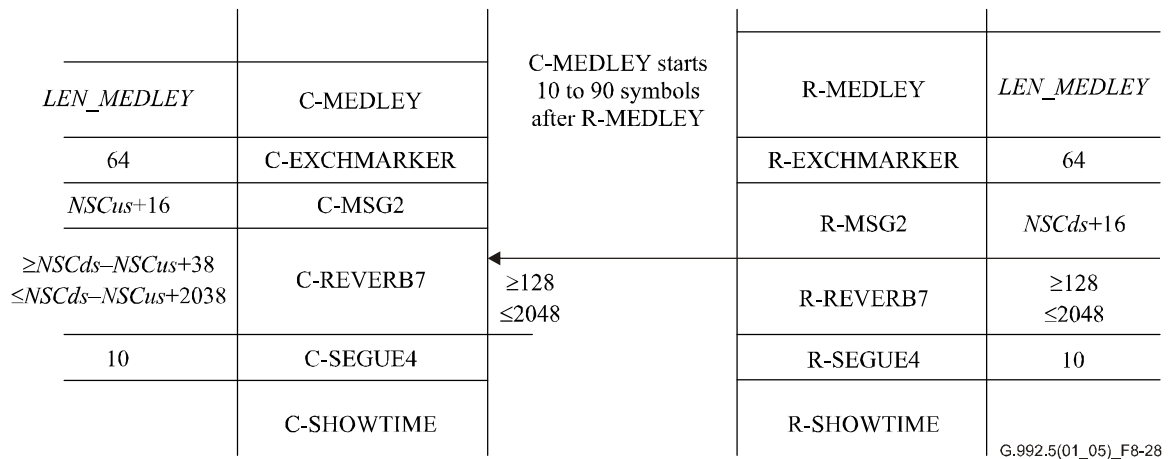 LEN_MEDLEY
C-MEDLEY
C-MEDLEY starts
10 to 90 symbols
after R-MEDLEY
R-MEDLEY
LEN_MEDLEY
64
C-EXCHMARKER
R-EXCHMARKER
64
NSCus+16
C-MSG2
R-MSG2
NSCds+16
≥NSCds–NSCus+38
≤NSCds–NSCus+2038
C-REVERB7
≥128
≤2048
R-REVERB7
≥128
≤2048
10
C-SEGUE4
R-SEGUE4
10
C-SHOWTIME
R-SHOWTIME
G.992.5(01_05)_F8-28